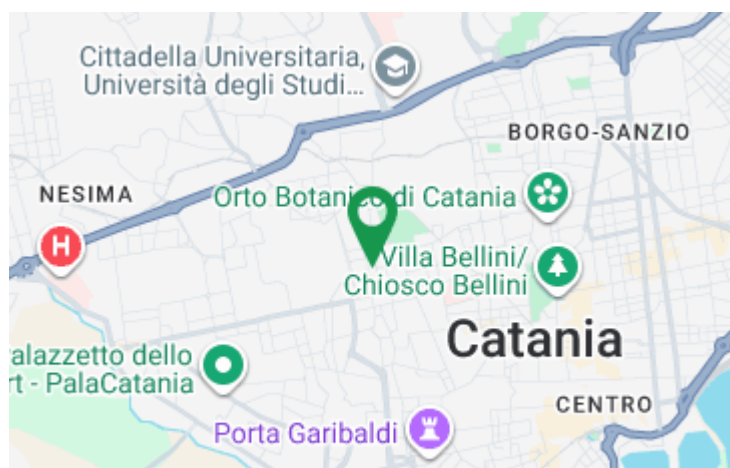 Cittadella Universitaria,
Università degli Studi...
BORGO-SANZIO
NESIMA
Orto Botanico di Catania
H
Villa Bellini/
Chiosco Bellini
Catania
alazzetto dello
rt - PalaCatania
CENTRO
Porta Garibaldi